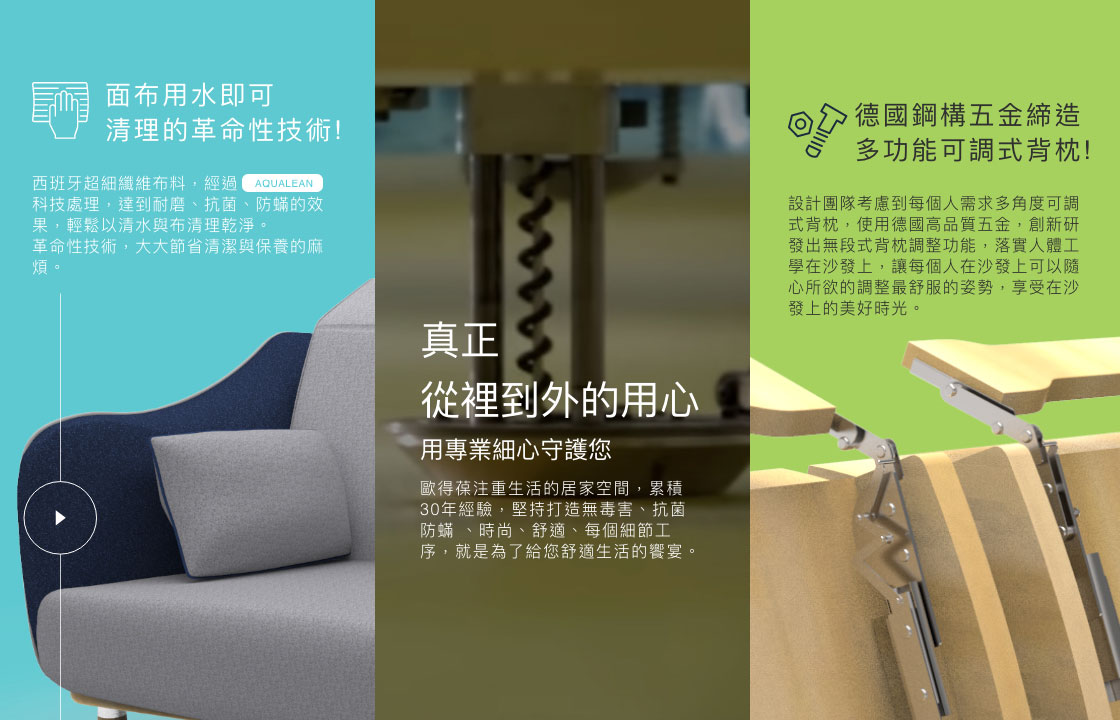 面布用水即可
清理的革命性技術!
西班牙超細纖維布料，經過 AQUALEAN
科技處理，達到耐磨、抗菌、防蟎的效
果，輕鬆以清水與布清理乾淨。
革命性技術，大大節省清潔與保養的麻
煩。
真正
從裡到外的用心
用專業細心守護您
歐得葆注重生活的居家空間，累積
30年經驗，堅持打造無毒害、抗菌
防蟎 、時尚、舒適、每個細節工
序，就是為了給您舒適生活的饗宴。
德國鋼構五金締造
多功能可調式背枕!
設計團隊考慮到每個人需求多角度可調
式背枕，使用德國高品質五金，創新研
發出無段式背枕調整功能，落實人體工
學在沙發上，讓每個人在沙發上可以隨
心所欲的調整最舒服的姿勢，享受在沙
發上的美好時光。